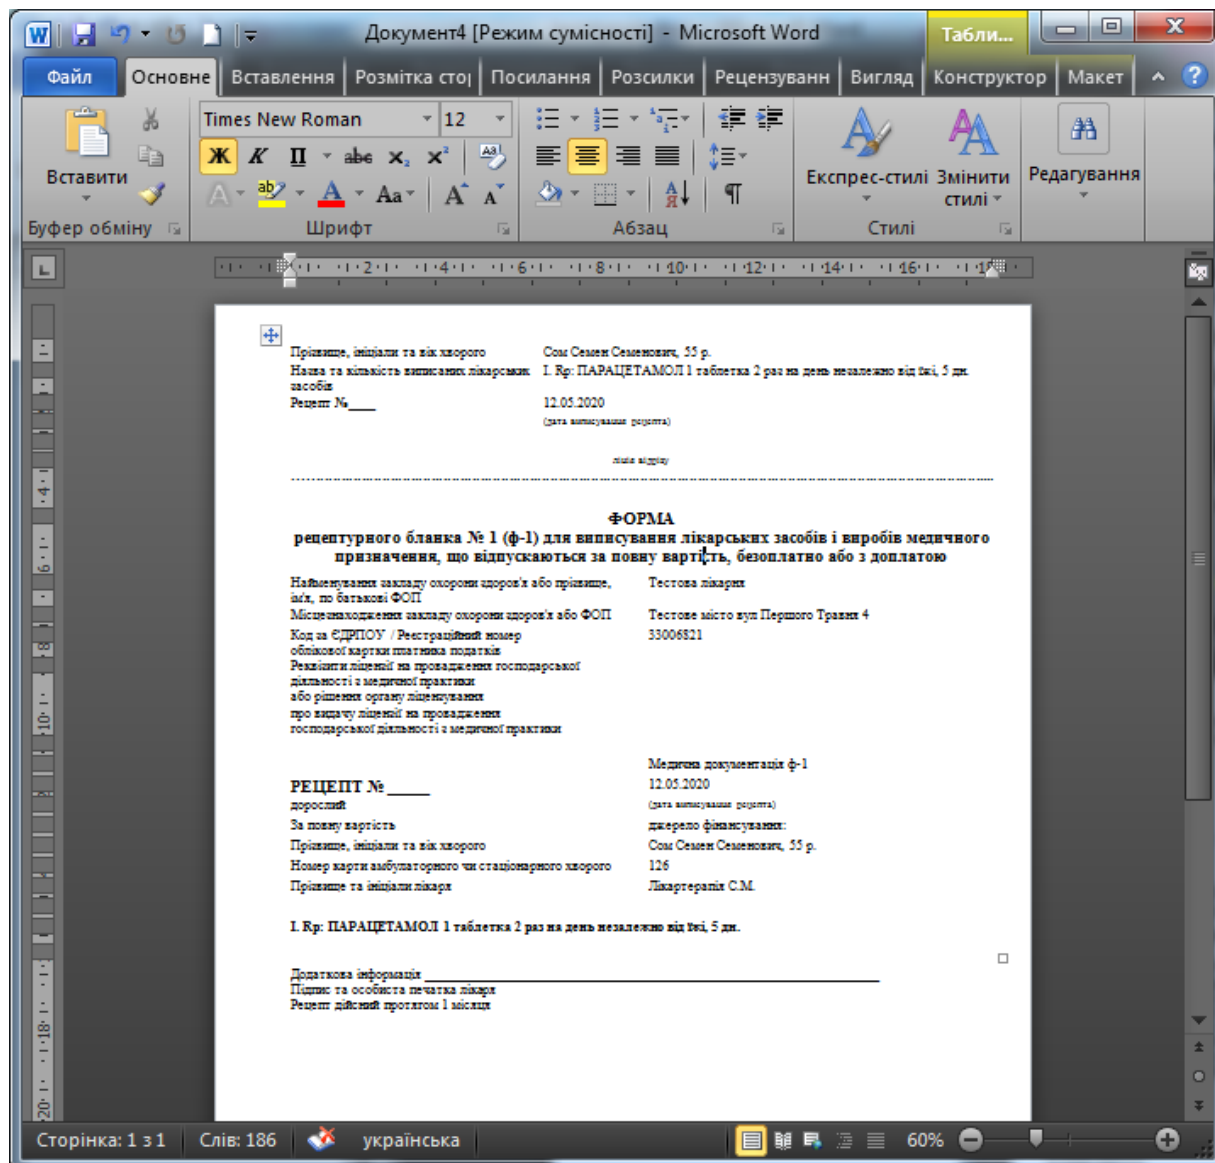 Документ4 [Режим сумісності] - Microsoft Word
Табли...
Файл Основне Вставлення Розмітка стор Посилання Розсилки Рецензуванн Вигляд Конструктор Макет
Times New Roman 12
Вставити
Експрес-стилі
Змінити стилі
Редагування
Буфер обміну Шрифт Абзац Стилі
Прізвище, ініціали та вік хворого Сом Семен Семенович, 55 р.
Назва та кількість виписаних лікарських I. Rp: ПАРАЦЕТАМОЛ 1 таблетка 2 раз на день незалежно від їжі, 5 дн.
засобів
Рецепт №____ 12.05.2020
(дата виписування рецепта)
лінія відрізу
ФОРМА
рецептурного бланка № 1 (ф-1) для виписування лікарських засобів і виробів медичного
призначення, що відпускаються за повну вартість, безоплатно або з доплатою
Найменування закладу охорони здоров'я або прізвище, Тестова лікарня
ім'я, по батькові ФОП
Місцезнаходження закладу охорони здоров'я або ФОП Тестове місто вул Першого Травня 4
Код за ЄДРПОУ / Реєстраційний номер 33006821
облікової картки платника податків
Реквізити ліцензії на провадження господарської
діяльності з медичної практики
або рішення органу ліцензування
про видачу ліцензії на провадження
господарської діяльності з медичної практики
Медична документація ф-1
РЕЦЕПТ № _____ 12.05.2020
дорослий (дата виписування рецепта)
За повну вартість джерело фінансування:
Прізвище, ініціали та вік хворого Сом Семен Семенович, 55 р.
Номер карти амбулаторного чи стаціонарного хворого 126
Прізвище та ініціали лікаря Лікартерапія С.М.
I. Rp: ПАРАЦЕТАМОЛ 1 таблетка 2 раз на день незалежно від їжі, 5 дн.
Додаткова інформація ____________________
Підпис та особиста печатка лікаря
Рецепт дійсний протягом 1 місяця
Сторінка: 1 з 1 Слів: 186 українська 60%